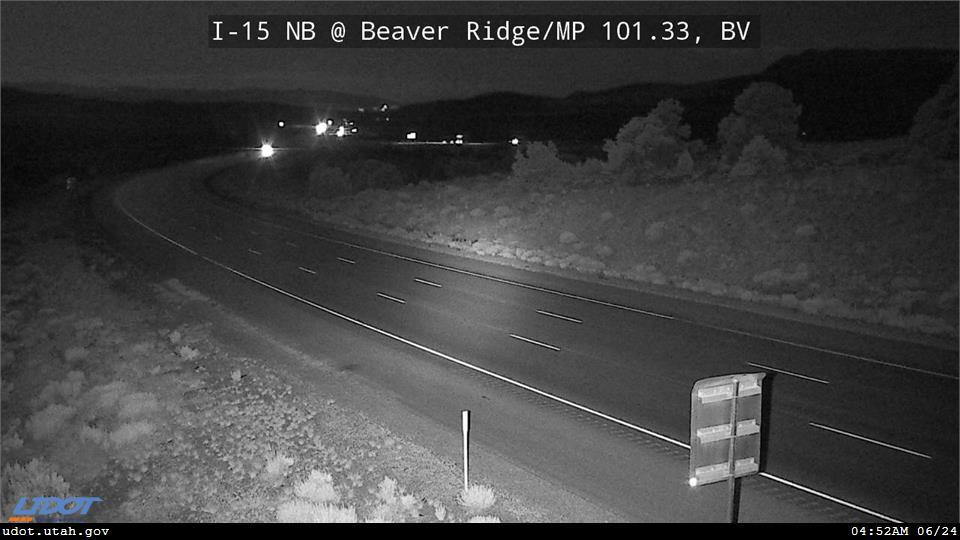 I-15 NB @ Beaver Ridge/MP 101.33, BV
UDOT
udot.utah.gov 04:52AM 06/24